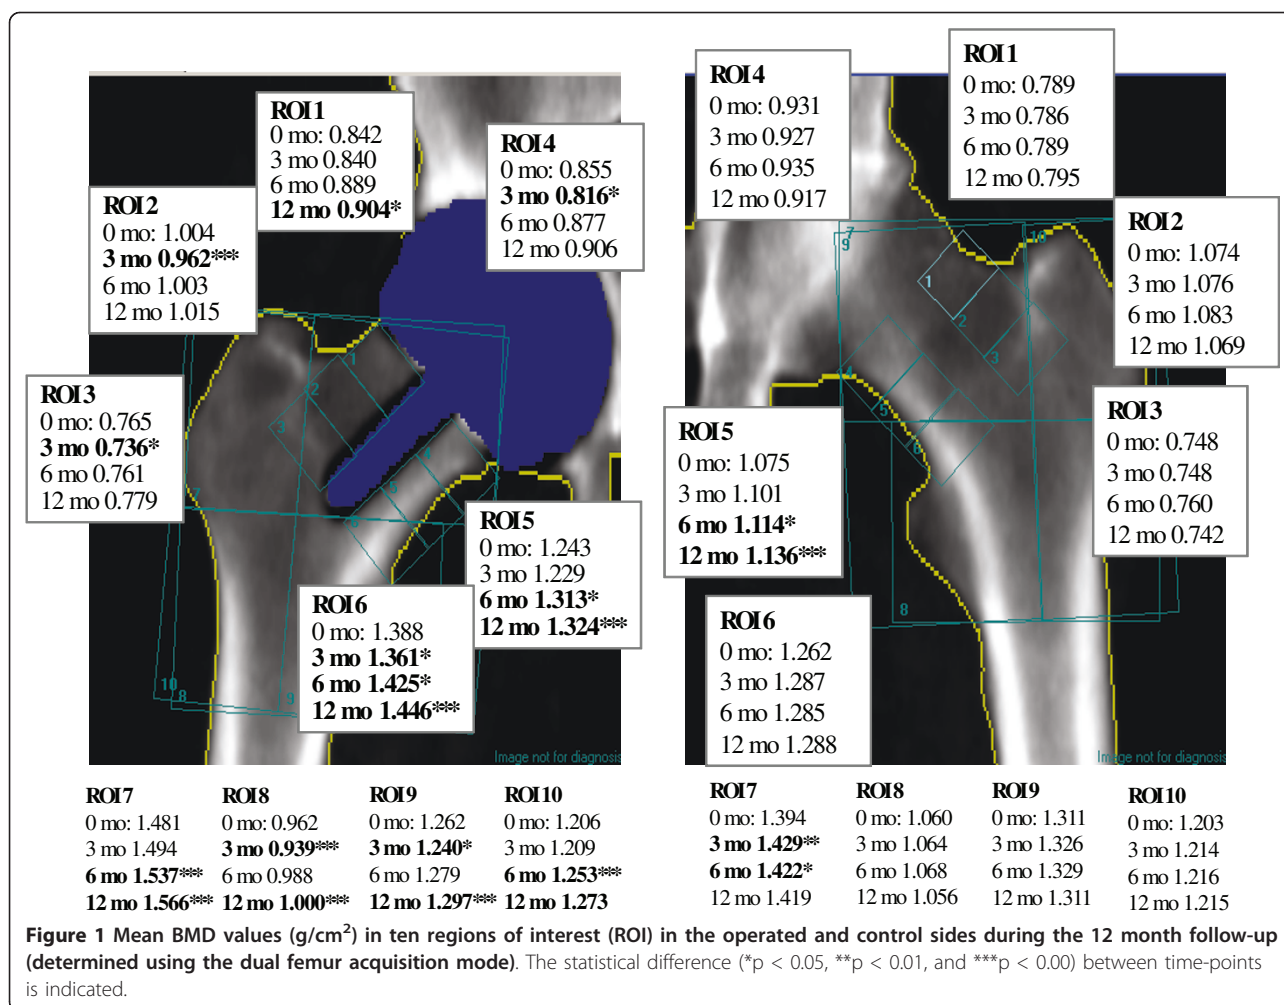 ROI1
0 mo: 0.842
3 mo 0.840
6 mo 0.889
12 mo 0.904*
ROI4
0 mo: 0.855
3 mo 0.816*
6 mo 0.877
12 mo 0.906
ROI2
0 mo: 1.004
3 mo 0.962***
6 mo 1.003
12 mo 1.015
ROI3
0 mo: 0.765
3 mo 0.736*
6 mo 0.761
12 mo 0.779
ROI5
0 mo: 1.243
3 mo 1.229
6 mo 1.313*
12 mo 1.324***
ROI6
0 mo: 1.388
3 mo 1.361*
6 mo 1.425*
12 mo 1.446***
1
2
3
4
5
6
7
10
8
9
Image not for diagnosis
ROI7
0 mo: 1.481
3 mo 1.494
6 mo 1.537***
12 mo 1.566***
ROI8
0 mo: 0.962
3 mo 0.939***
6 mo 0.988
12 mo 1.000***
ROI9
0 mo: 1.262
3 mo 1.240*
6 mo 1.279
12 mo 1.297***
ROI10
0 mo: 1.206
3 mo 1.209
6 mo 1.253***
12 mo 1.273
ROI4
0 mo: 0.931
3 mo 0.927
6 mo 0.935
12 mo 0.917
ROI1
0 mo: 0.789
3 mo 0.786
6 mo 0.789
12 mo 0.795
ROI2
0 mo: 1.074
3 mo 1.076
6 mo 1.083
12 mo 1.069
ROI3
0 mo: 0.748
3 mo 0.748
6 mo 0.760
12 mo 0.742
ROI5
0 mo: 1.075
3 mo 1.101
6 mo 1.114*
12 mo 1.136***
ROI6
0 mo: 1.262
3 mo 1.287
6 mo 1.285
12 mo 1.288
7
9
10
1
2
3
4
5
6
8
Image not for diagnosis
ROI7
0 mo: 1.394
3 mo 1.429**
6 mo 1.422*
12 mo 1.419
ROI8
0 mo: 1.060
3 mo 1.064
6 mo 1.068
12 mo 1.056
ROI9
0 mo: 1.311
3 mo 1.326
6 mo 1.329
12 mo 1.311
ROI10
0 mo: 1.203
3 mo 1.214
6 mo 1.216
12 mo 1.215
Figure 1 Mean BMD values (g/cm²) in ten regions of interest (ROI) in the operated and control sides during the 12 month follow-up
(determined using the dual femur acquisition mode). The statistical difference (*p < 0.05, **p < 0.01, and ***p < 0.00) between time-points
is indicated.